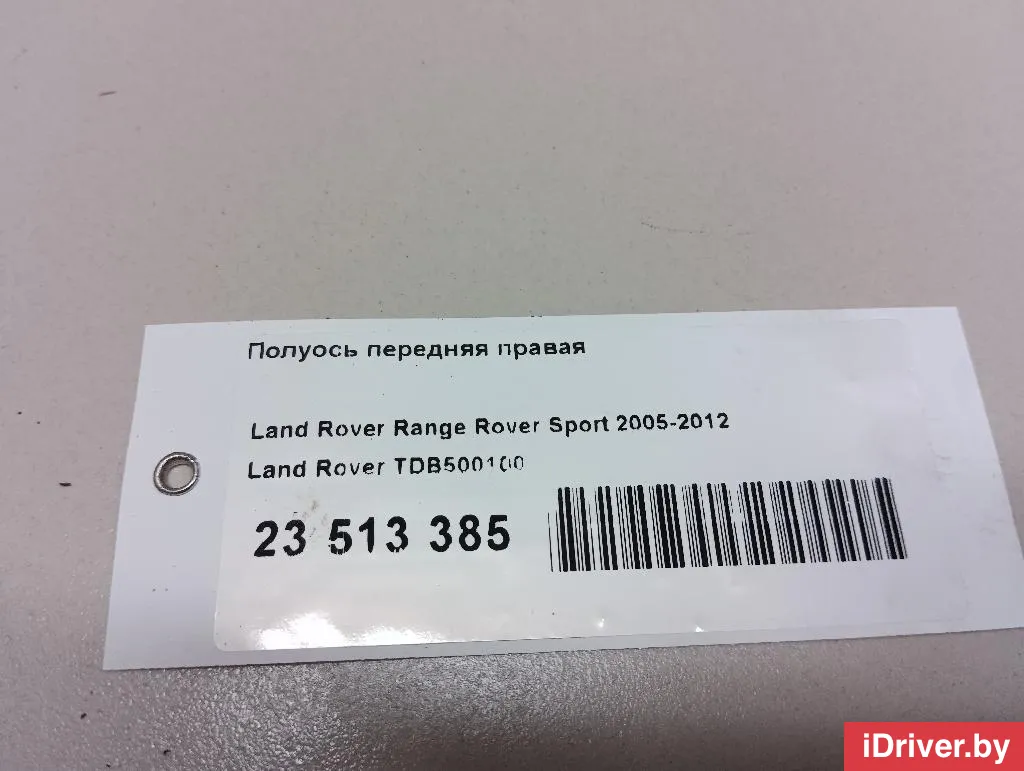 Полуось передняя правая
Land Rover Range Rover Sport 2005-2012
Land Rover TDB500100
23 513 385
iDriver.by